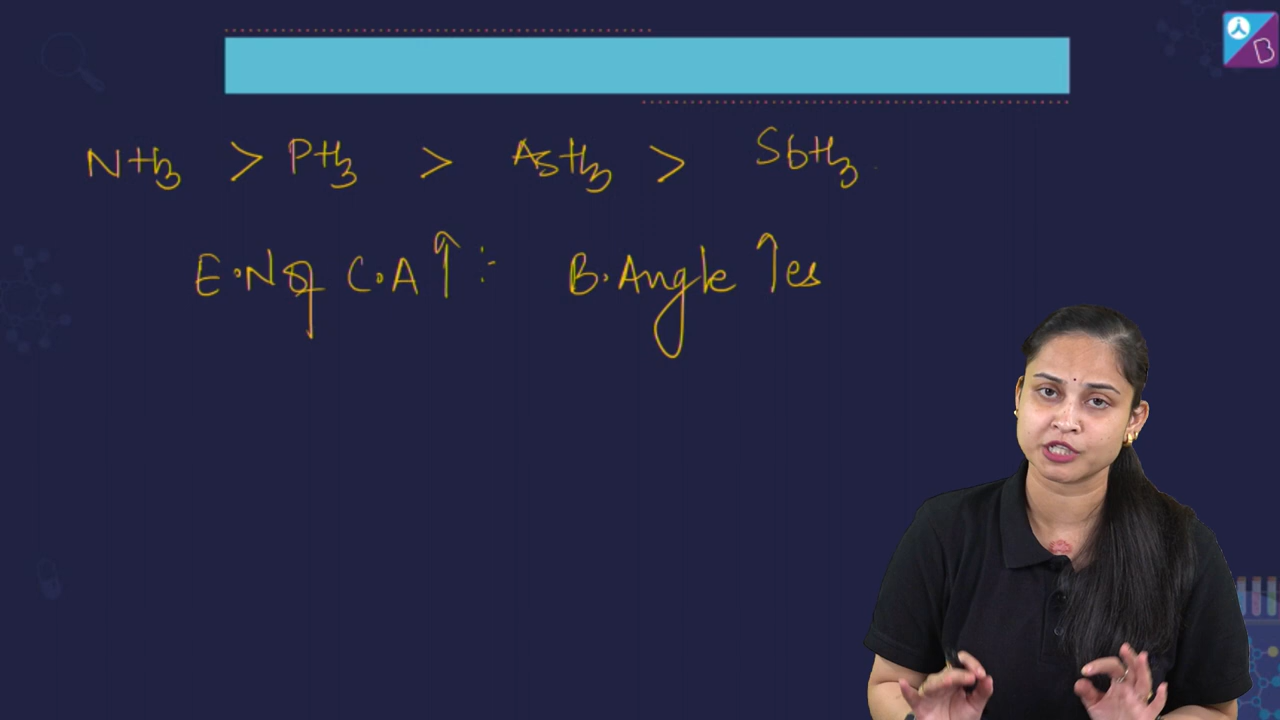 NH3 > PH3 > AsH3 > SbH3
E.N of C.A ↑ :- B.Angle ↑es